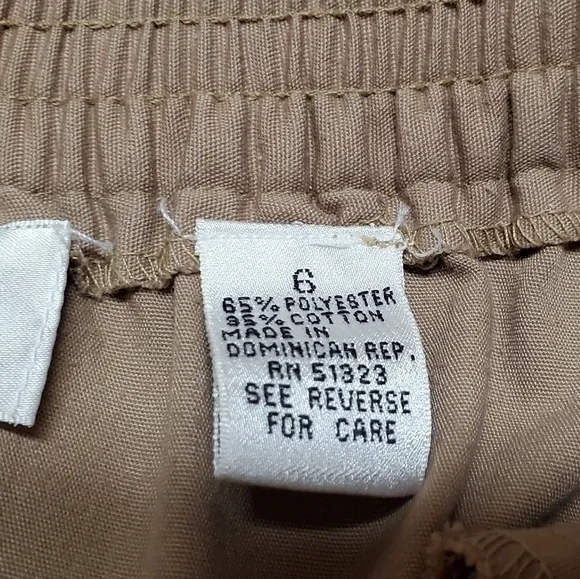 6
65% POLYESTER
35% COTTON
MADE IN
DOMINICAN REP.
RN 51323
SEE REVERSE
FOR CARE